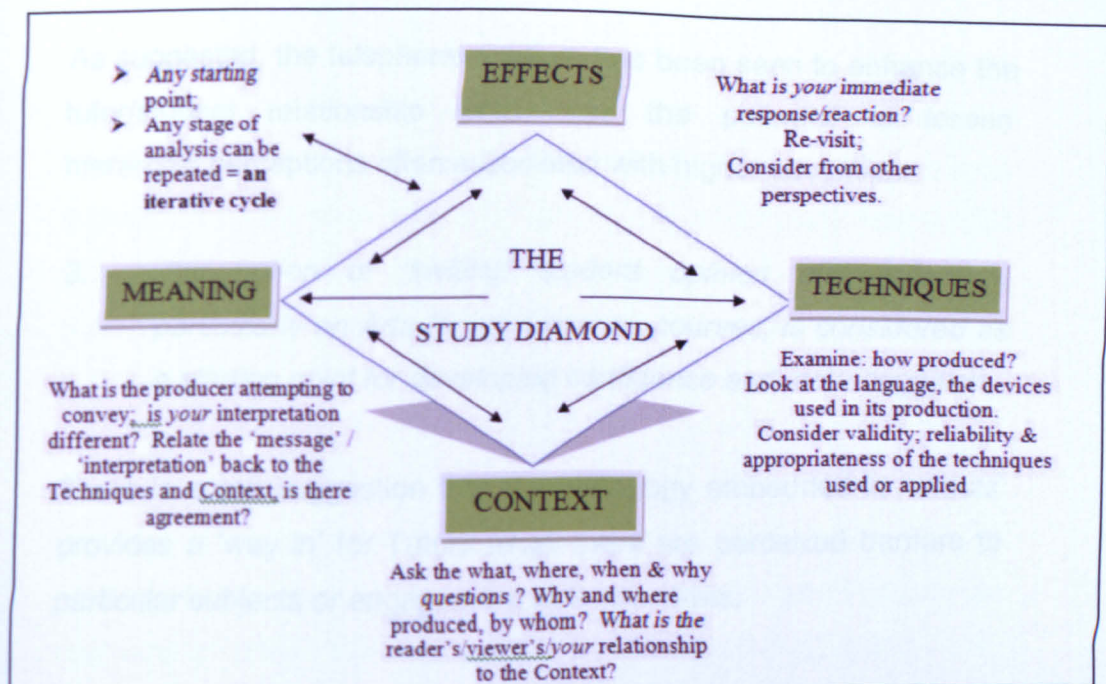 EFFECTS
➢ Any starting
point;
➢ Any stage of
analysis can be
repeated = an
iterative cycle
What is your immediate
response/reaction?
Re-visit;
Consider from other
perspectives.
THE
STUDY DIAMOND
MEANING
TECHNIQUES
What is the producer attempting to
convey; is your interpretation
different? Relate the 'message' /
'interpretation' back to the
Techniques and Context, is there
agreement?
Examine: how produced?
Look at the language, the devices
used in its production.
Consider validity; reliability &
appropriateness of the techniques
used or applied
CONTEXT
Ask the what, where, when & why
questions ? Why and where
produced, by whom? What is the
reader's/viewer's/your relationship
to the Context?